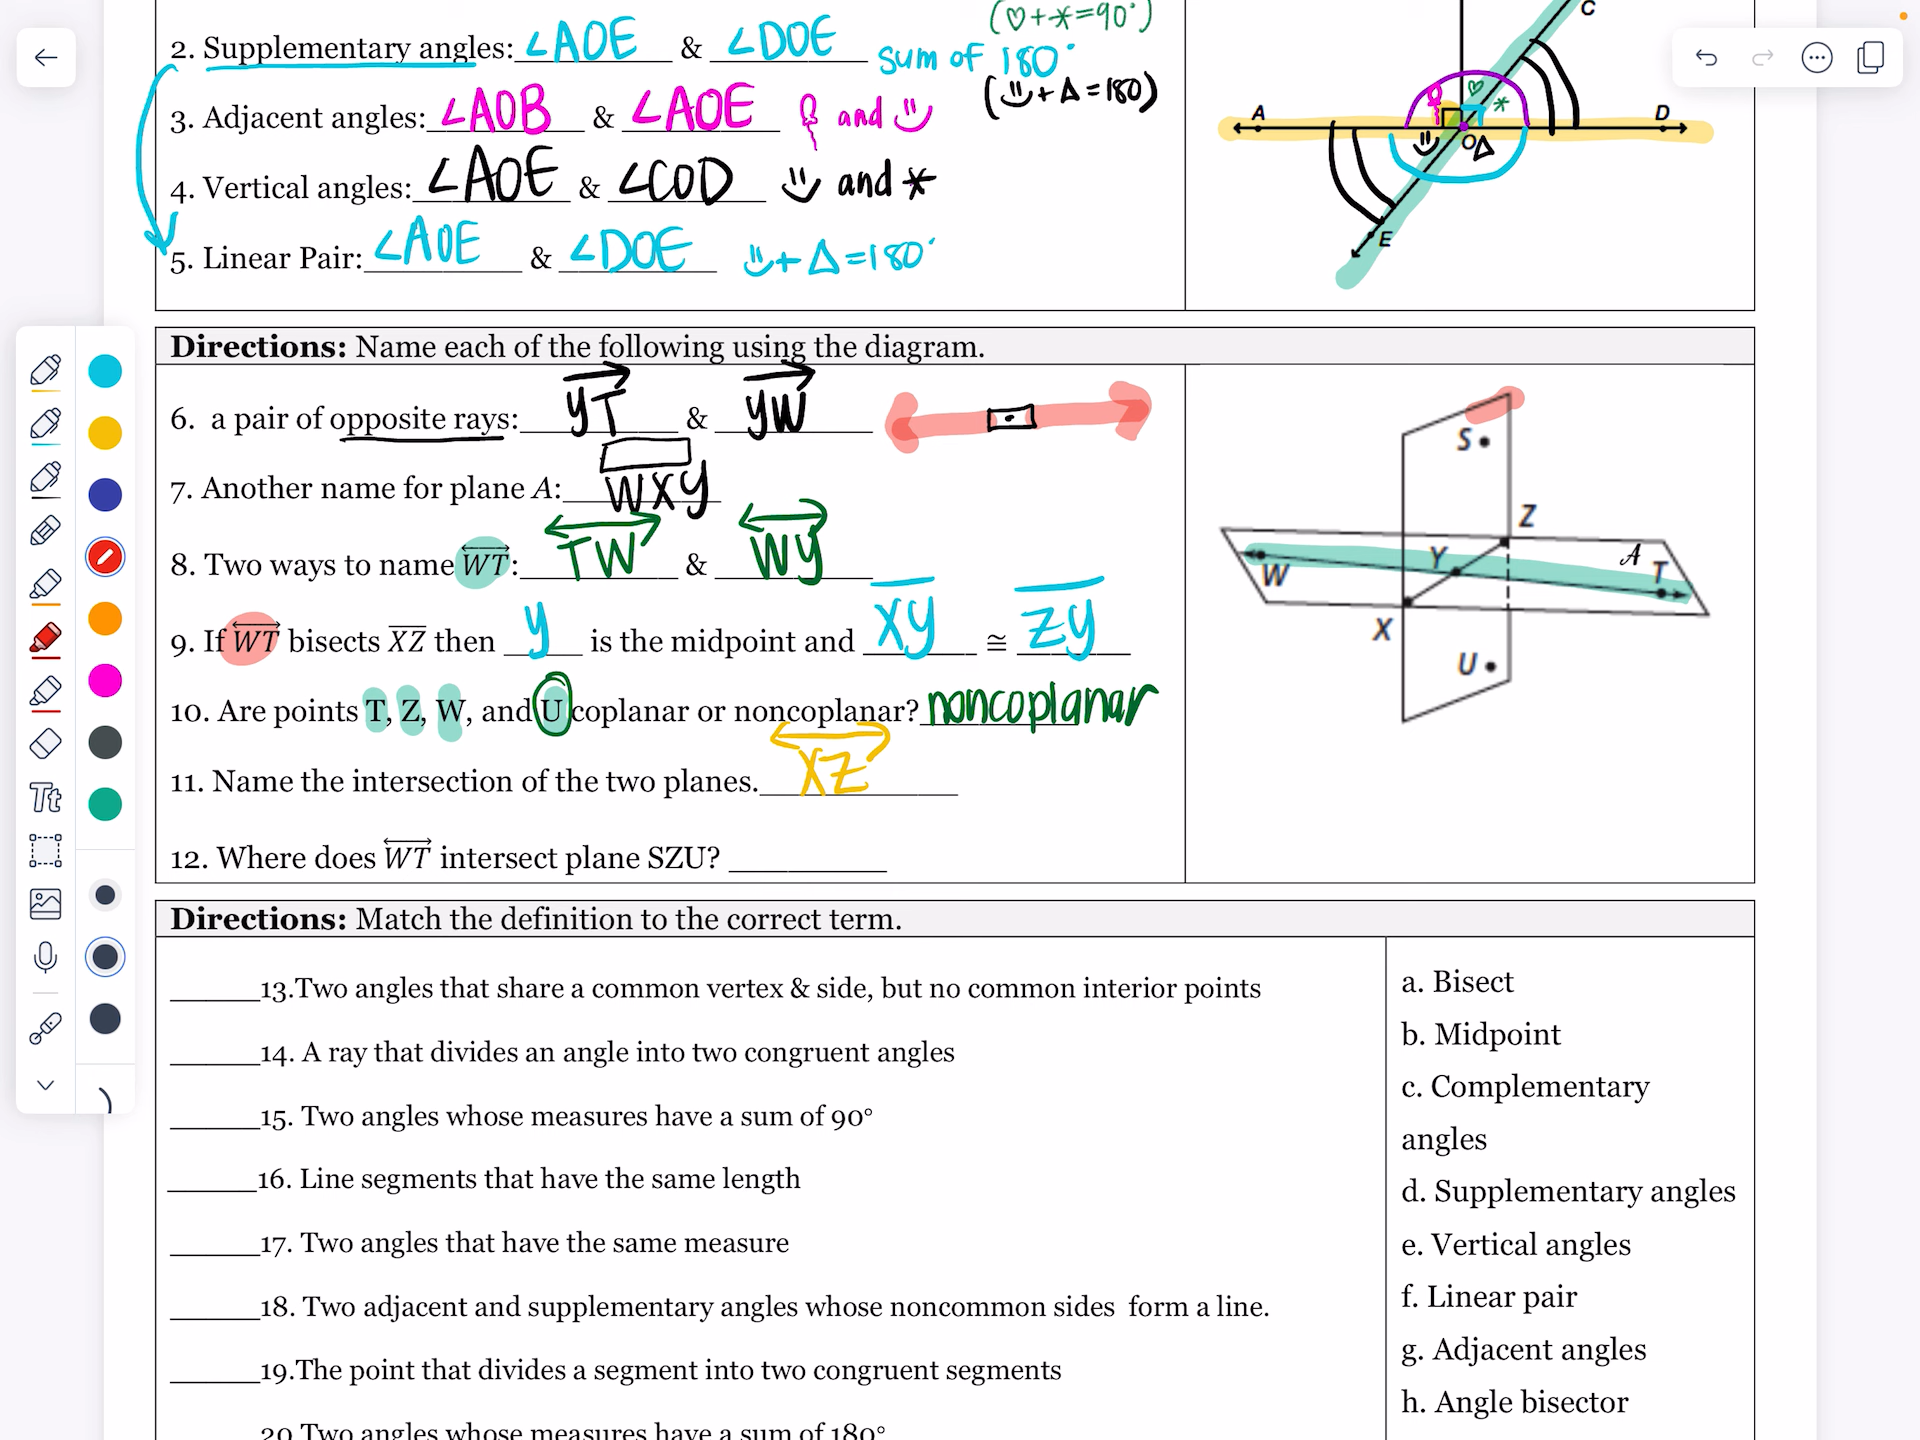 (♡+*=90°)
C
2. Supplementary angles: ∠AOE & ∠DOE sum of 180°
(+Δ=180)
3. Adjacent angles: ∠AOB & ∠AOE and
A D
O Δ
4. Vertical angles: ∠AOE & ∠COD and *
E
5. Linear Pair: ∠AOE & ∠DOE +Δ=180°
Directions: Name each of the following using the diagram.
6. a pair of opposite rays: YT & YW
S
7. Another name for plane A: WXY
Z
8. Two ways to name WT: TW & WY
W Y A T
9. If WT bisects XZ then y is the midpoint and XY ≅ ZY
X
U
10. Are points T, Z, W, and U coplanar or noncoplanar? noncoplanar
11. Name the intersection of the two planes. XZ
12. Where does WT intersect plane SZU?
Directions: Match the definition to the correct term.
13.Two angles that share a common vertex & side, but no common interior points
14. A ray that divides an angle into two congruent angles
15. Two angles whose measures have a sum of 90°
16. Line segments that have the same length
17. Two angles that have the same measure
18. Two adjacent and supplementary angles whose noncommon sides form a line.
19.The point that divides a segment into two congruent segments
20 Two angles whose measures have a sum of 180°
a. Bisect
b. Midpoint
c. Complementary
angles
d. Supplementary angles
e. Vertical angles
f. Linear pair
g. Adjacent angles
h. Angle bisector
Tt